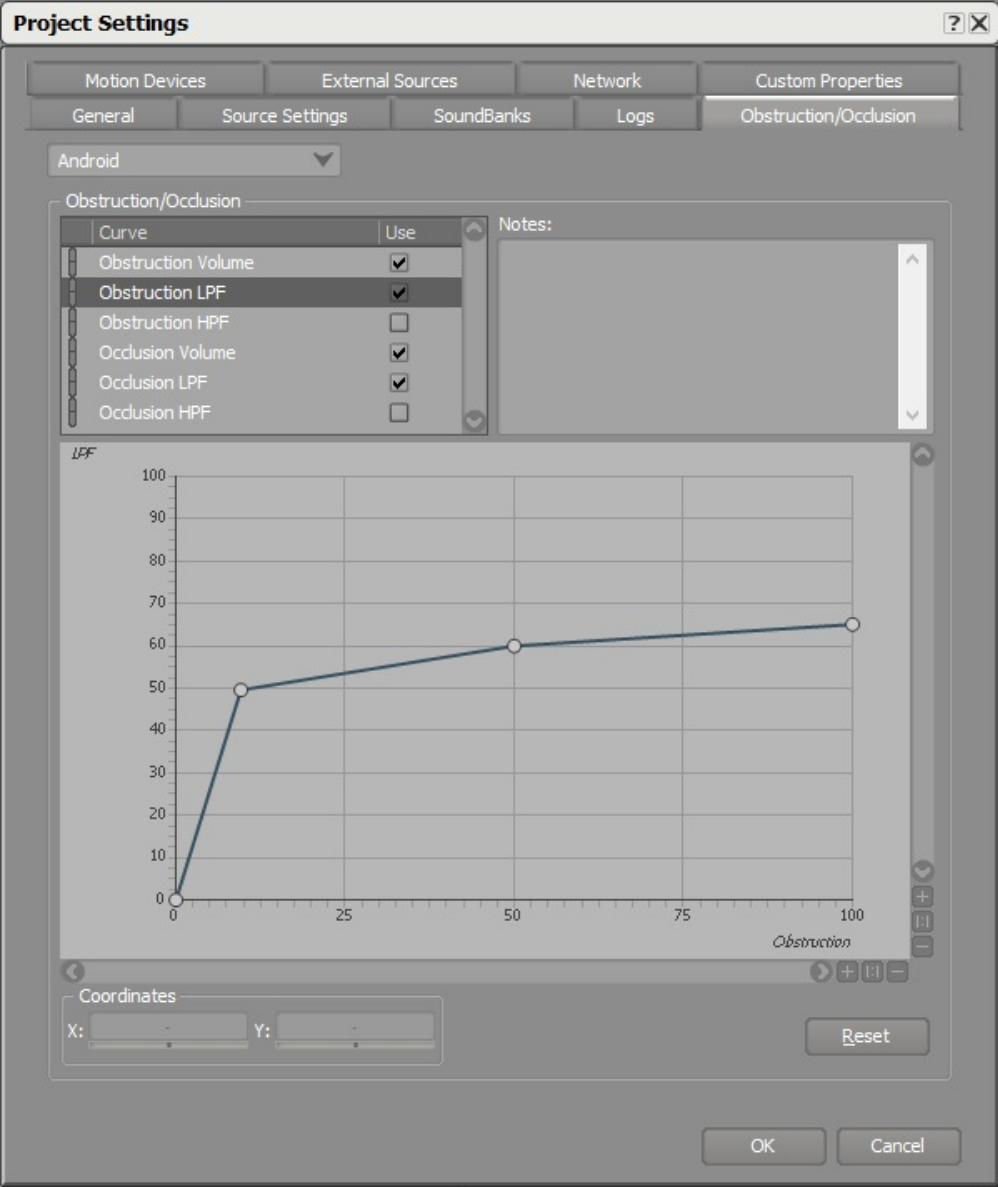 Project Settings
Motion Devices External Sources Network Custom Properties
General Source Settings SoundBanks Logs Obstruction/Occlusion
Android
Obstruction/Occlusion
Curve Use
Obstruction Volume
Obstruction LPF
Obstruction HPF
Occlusion Volume
Occlusion LPF
Occlusion HPF
Notes:
LPF
100
90
80
70
60
50
40
30
20
10
0
0 25 50 75 100
Obstruction
Coordinates
X: - Y: -
Reset
OK Cancel